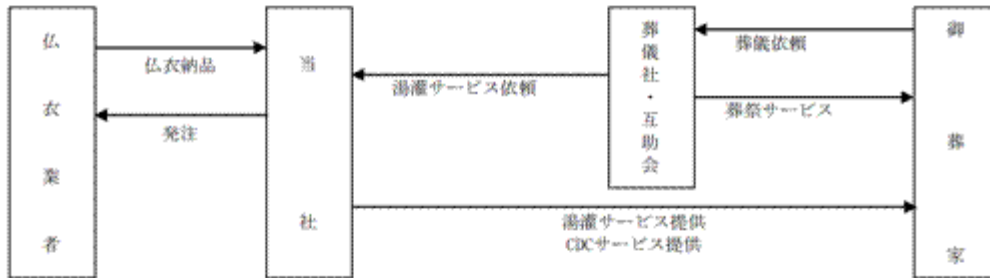 仏衣業者
仏衣納品
発注
当社
湯灌サービス依頼
葬儀社・互助会
葬儀依頼
葬祭サービス
御葬家
湯灌サービス提供
CDCサービス提供